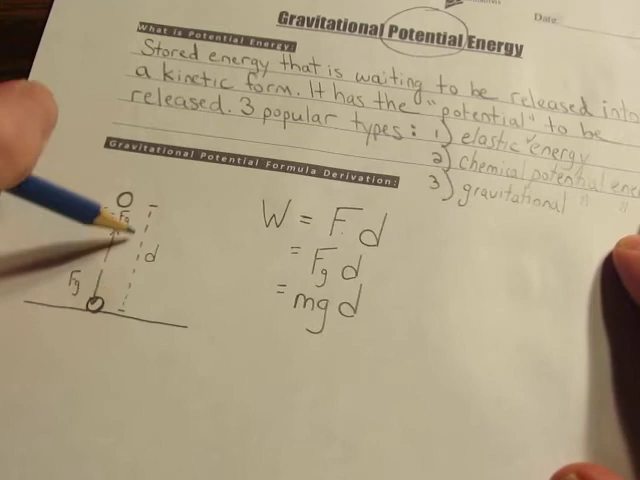 Gravitational Potential Energy
Date:
What is Potential Energy:
Stored energy that is waiting to be released into
a kinetic form. It has the "potential" to be
released. 3 popular types: 1) elastic energy
2) chemical potential
3) gravitational " "
Gravitational Potential Formula Derivation:
Fg
d
Fg
W = F d
= Fg d
= mg d